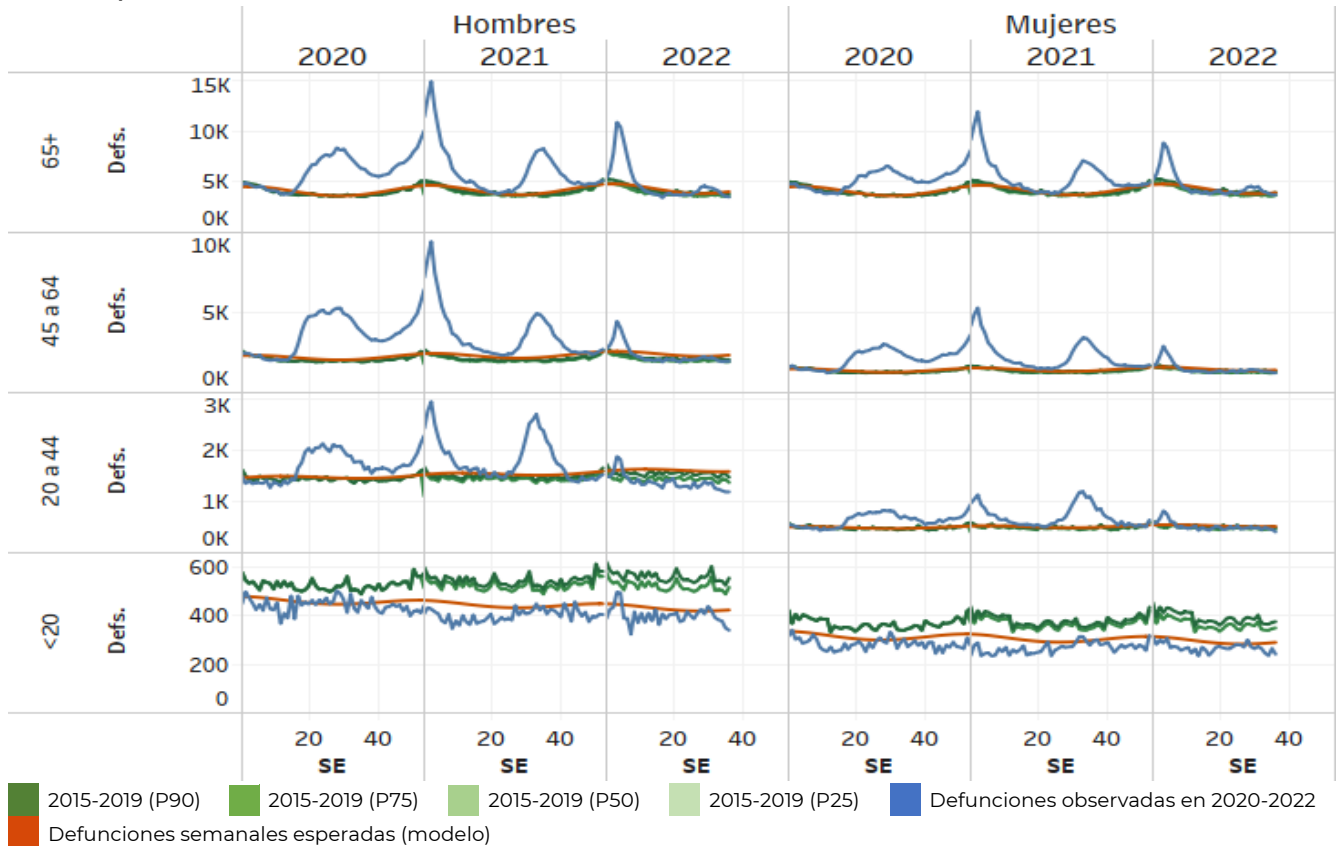 Hombres Mujeres
2020 2021 2022 2020 2021 2022
65+ Defs. 15K 10K 5K 0K
45 a 64 Defs. 10K 5K 0K
20 a 44 Defs. 3K 2K 1K 0K
<20 Defs. 600 400 200 0
20 40 20 40 20 40 20 40 20 40 20 40
SE SE SE SE SE SE
2015-2019 (P90) 2015-2019 (P75) 2015-2019 (P50) 2015-2019 (P25) Defunciones observadas en 2020-2022
Defunciones semanales esperadas (modelo)